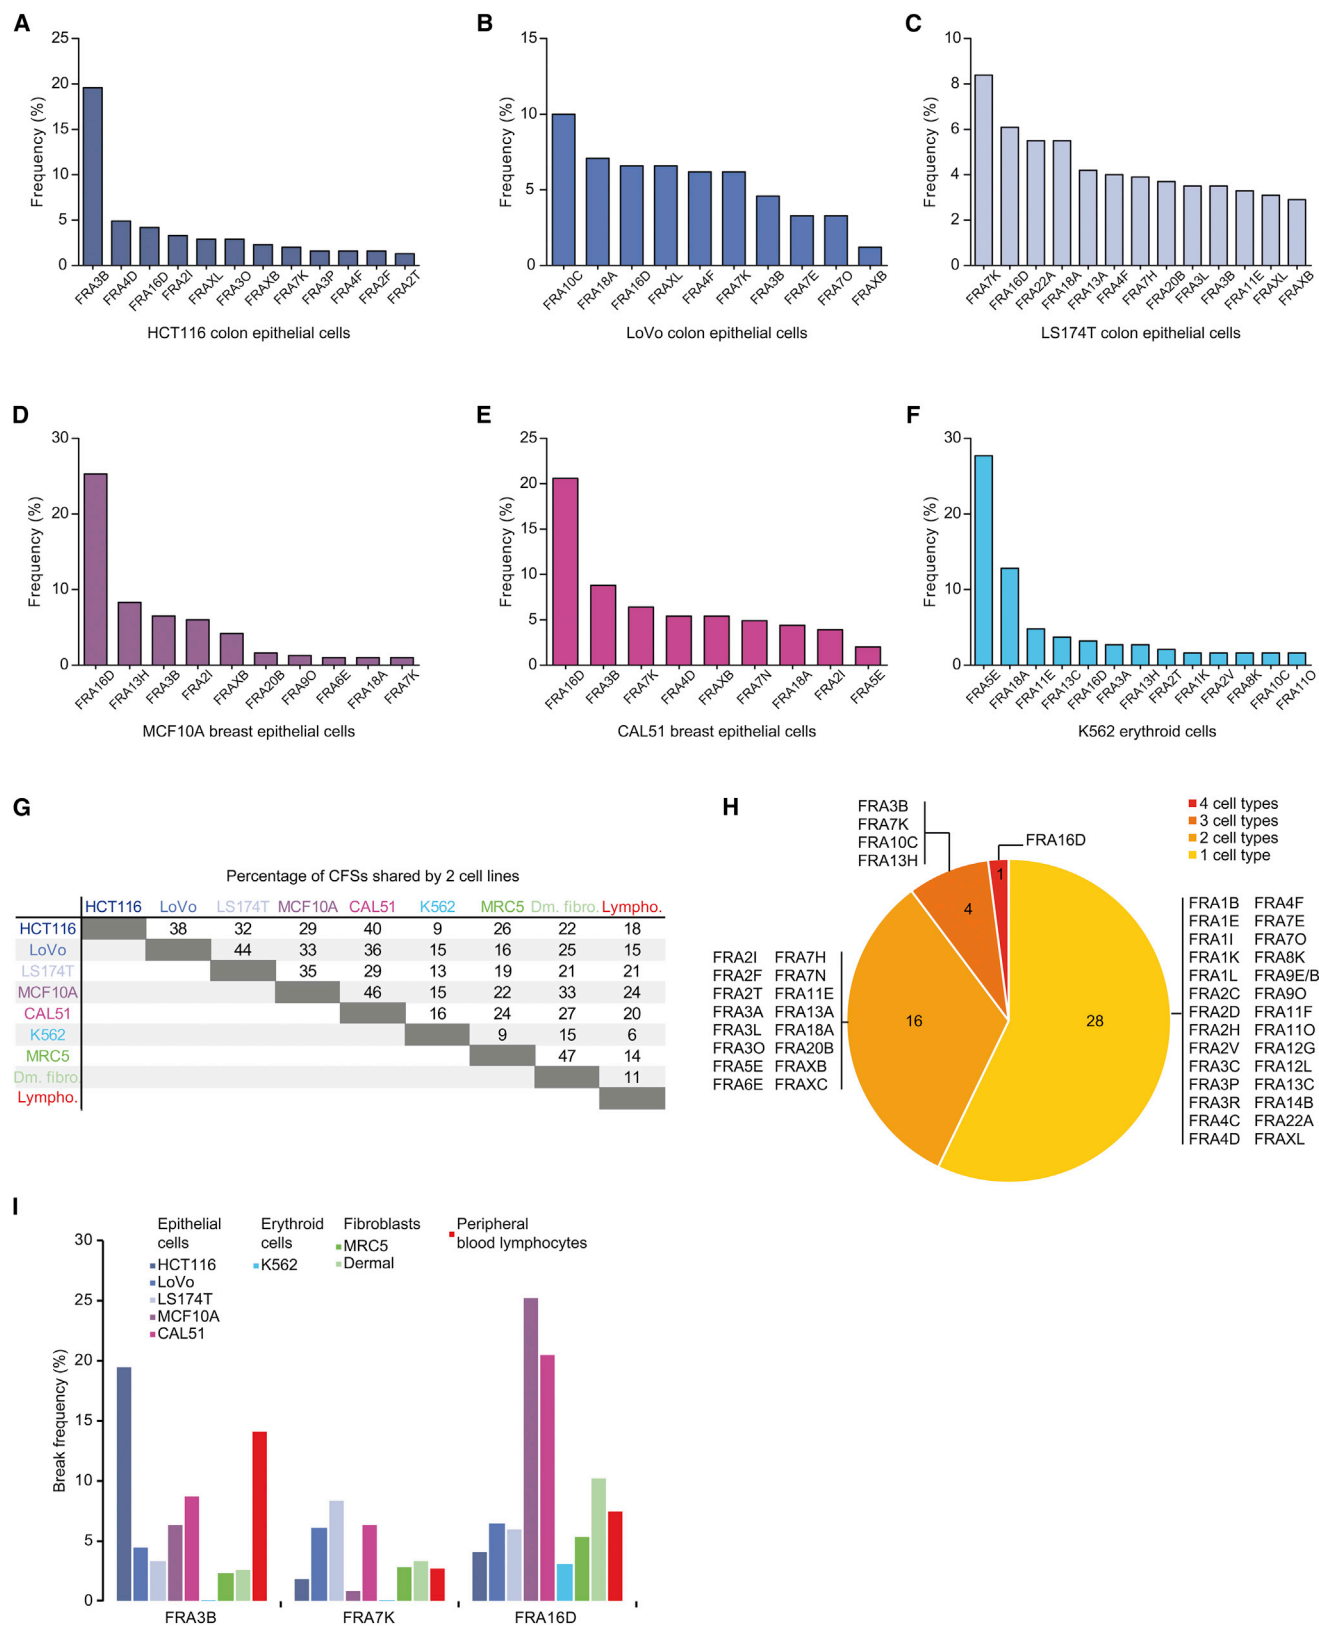 A
25
20
15
10
5
0
Frequency (%)
FRA3B
FRA4D
FRA16D
FRA2I
FRAXL
FRA3O
FRAXB
FRA7K
FRA3P
FRA4F
FRA2F
FRA2T
HCT116 colon epithelial cells
B
15
10
5
0
Frequency (%)
FRA10C
FRA18A
FRA16D
FRAXL
FRA4F
FRA7K
FRA3B
FRA7E
FRA7O
FRAXB
LoVo colon epithelial cells
C
10
8
6
4
2
0
Frequency (%)
FRA7K
FRA16D
FRA22A
FRA18A
FRA13A
FRA4F
FRA7H
FRA20B
FRA3L
FRA3B
FRA11E
FRAXL
FRAXB
LS174T colon epithelial cells
D
30
20
10
0
Frequency (%)
FRA16D
FRA13H
FRA3B
FRA2I
FRAXB
FRA20B
FRA9O
FRA6E
FRA18A
FRA7K
MCF10A breast epithelial cells
E
25
20
15
10
5
0
Frequency (%)
FRA16D
FRA3B
FRA7K
FRA4D
FRAXB
FRA7N
FRA18A
FRA2I
FRA5E
CAL51 breast epithelial cells
F
30
20
10
0
Frequency (%)
FRA5E
FRA18A
FRA11E
FRA13C
FRA16D
FRA3A
FRA13H
FRA2T
FRA1K
FRA2V
FRA8K
FRA10C
FRA11O
K562 erythroid cells
G
Percentage of CFSs shared by 2 cell lines
HCT116 LoVo LS174T MCF10A CAL51 K562 MRC5 Dm. fibro. Lympho.
HCT116 38 32 29 40 9 26 22 18
LoVo 44 33 36 15 16 25 15
LS174T 35 29 13 19 21 21
MCF10A 46 15 22 33 24
CAL51 16 24 27 20
K562 9 15 6
MRC5 47 14
Dm. fibro. 11
Lympho.
H
4 cell types
3 cell types
2 cell types
1 cell type
FRA3B
FRA7K
FRA10C
FRA13H
FRA16D
1
4
16
28
FRA2I FRA7H
FRA2F FRA7N
FRA2T FRA11E
FRA3A FRA13A
FRA3L FRA18A
FRA3O FRA20B
FRA5E FRAXB
FRA6E FRAXC
FRA1B FRA4F
FRA1E FRA7E
FRA1I FRA7O
FRA1K FRA8K
FRA1L FRA9E/B
FRA2C FRA9O
FRA2D FRA11F
FRA2H FRA11O
FRA2V FRA12G
FRA3C FRA12L
FRA3P FRA13C
FRA3R FRA14B
FRA4C FRA22A
FRA4D FRAXL
I
Epithelial cells
HCT116
LoVo
LS174T
MCF10A
CAL51
Erythroid cells
K562
Fibroblasts
MRC5
Dermal
Peripheral
blood lymphocytes
30
25
20
15
10
5
0
Break frequency (%)
FRA3B
FRA7K
FRA16D